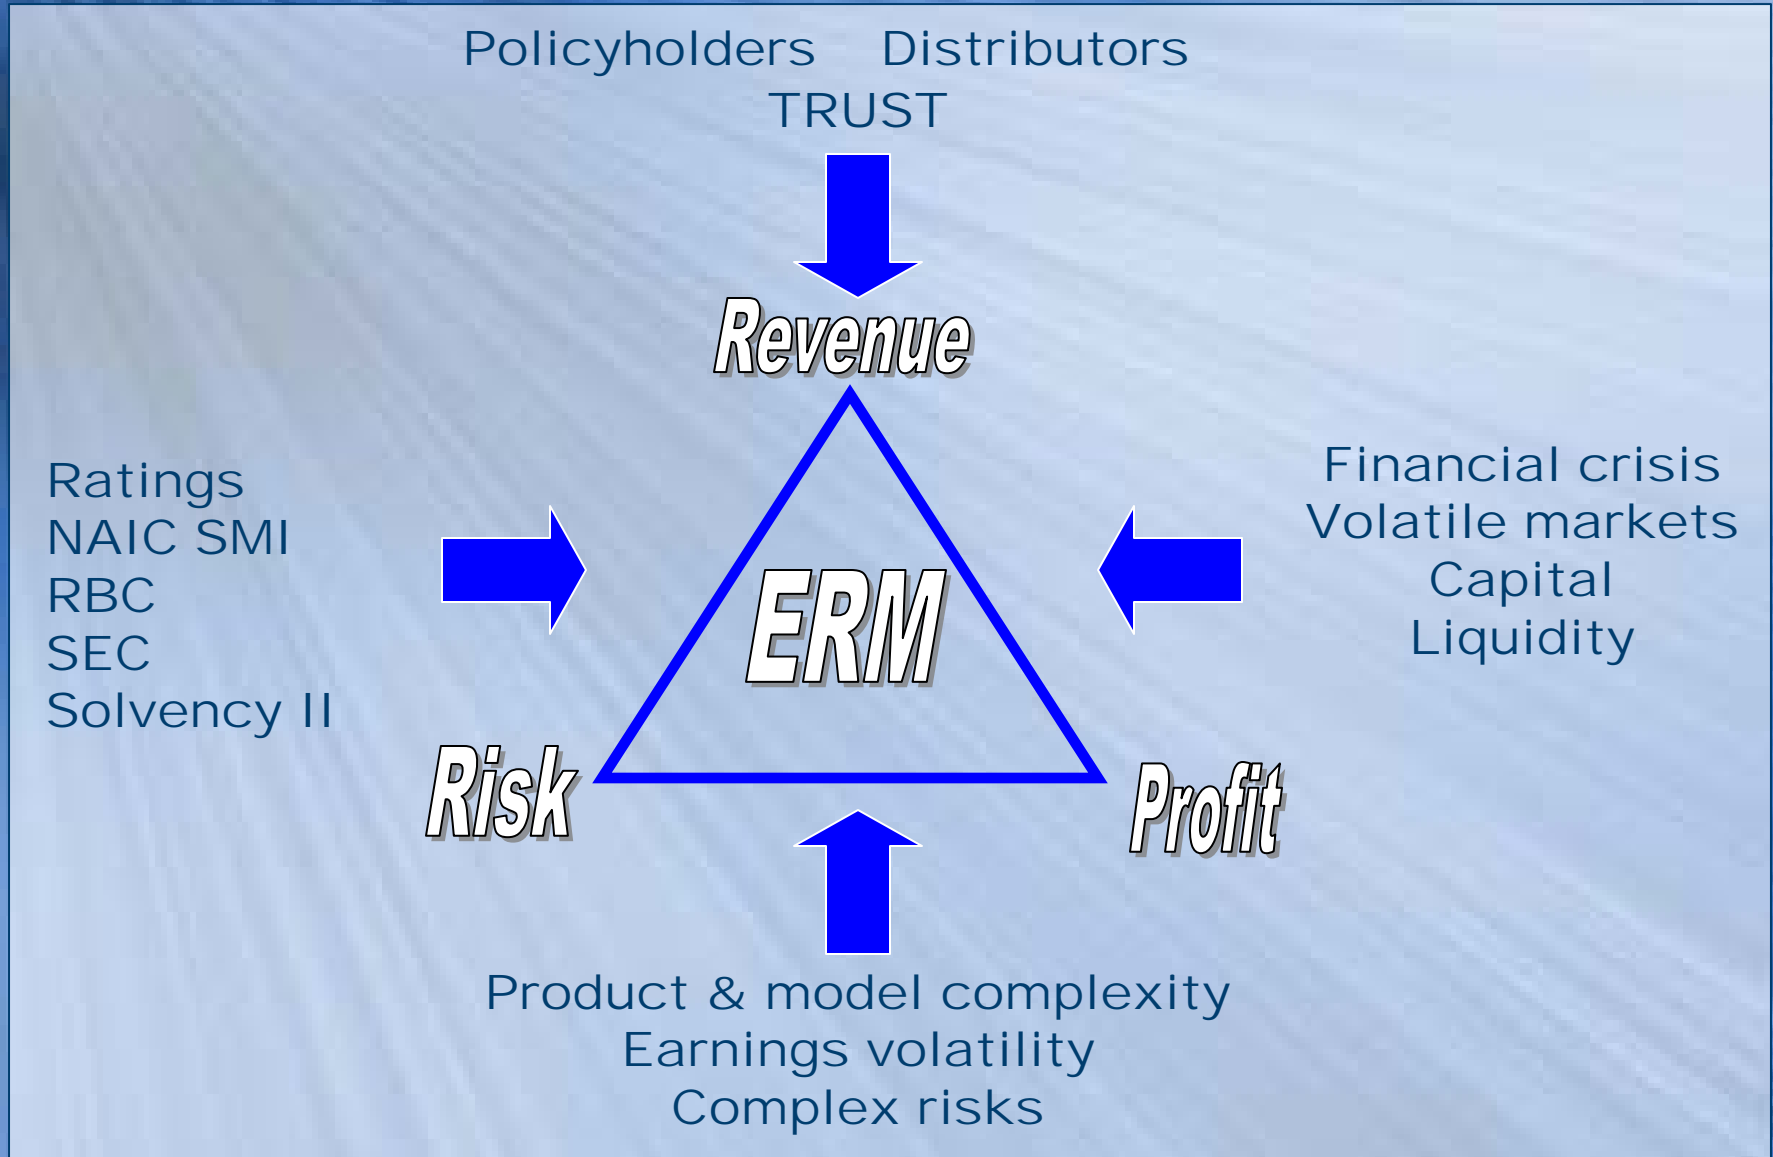 Policyholders Distributors
TRUST
Revenue
Ratings
NAIC SMI
RBC
SEC
Solvency II
Financial crisis
Volatile markets
Capital
Liquidity
ERM
Risk
Profit
Product & model complexity
Earnings volatility
Complex risks